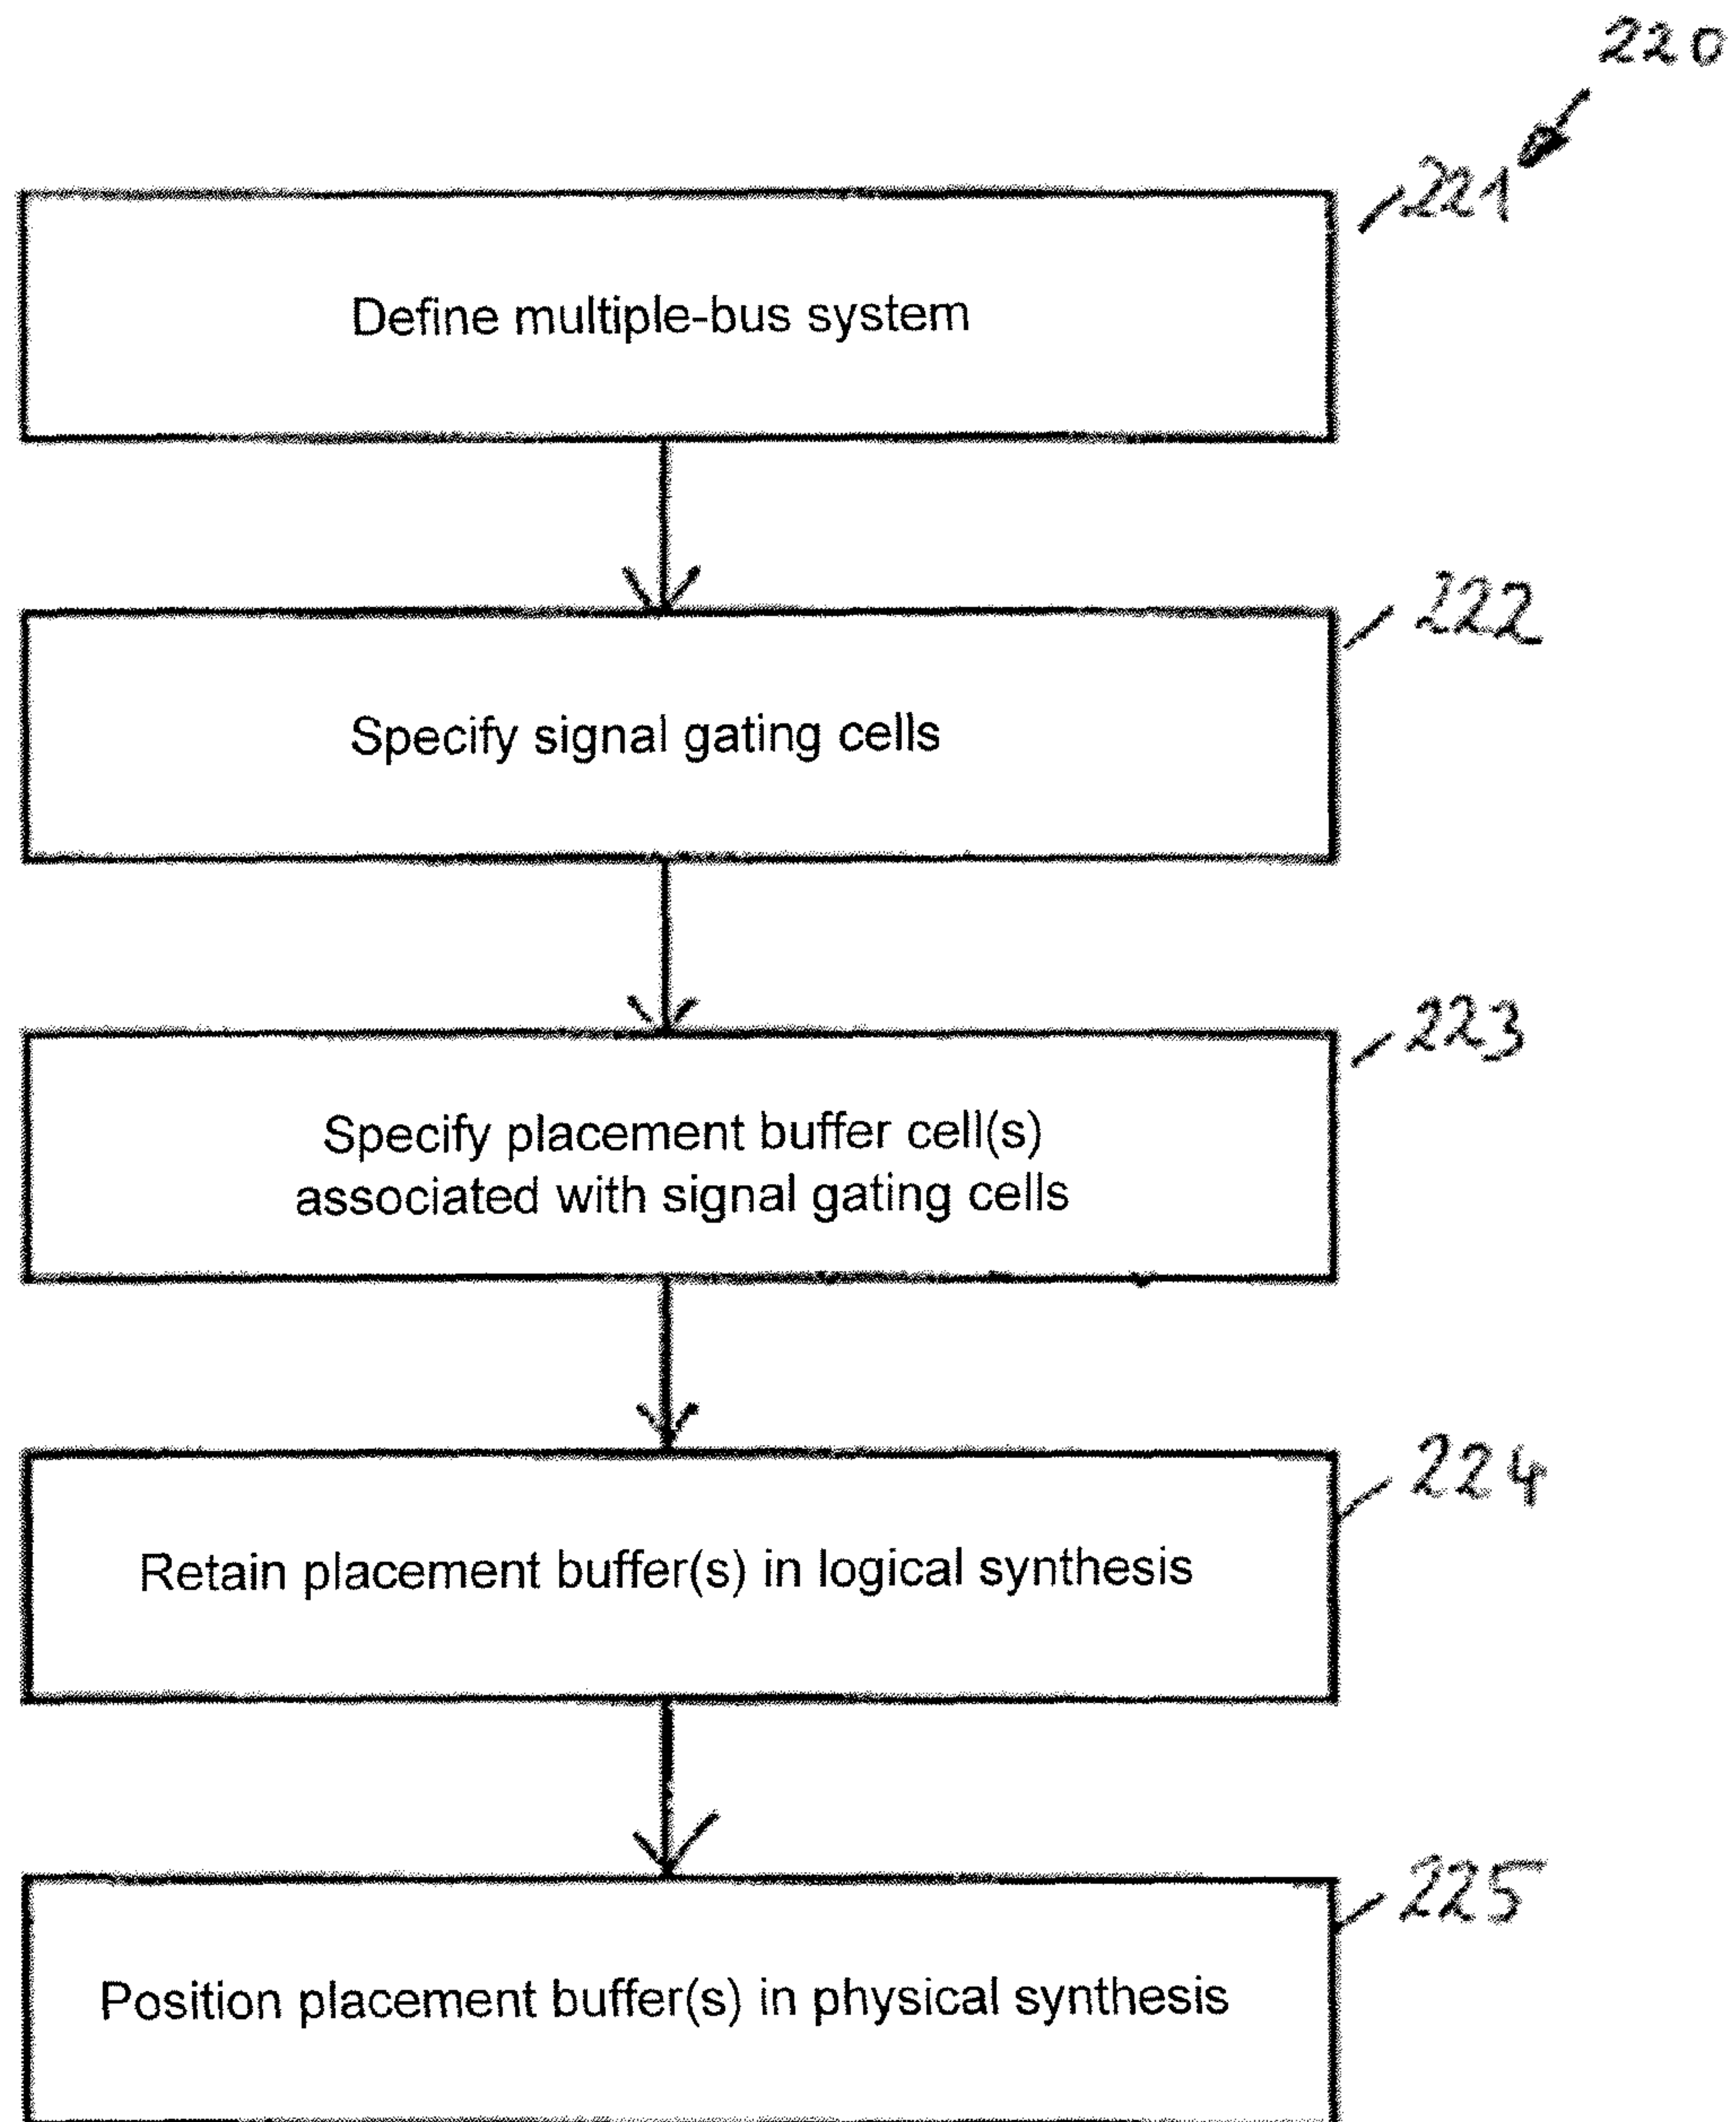 220
221
Define multiple-bus system
222
Specify signal gating cells
223
Specify placement buffer cell(s)
associated with signal gating cells
224
Retain placement buffer(s) in logical synthesis
225
Position placement buffer(s) in physical synthesis